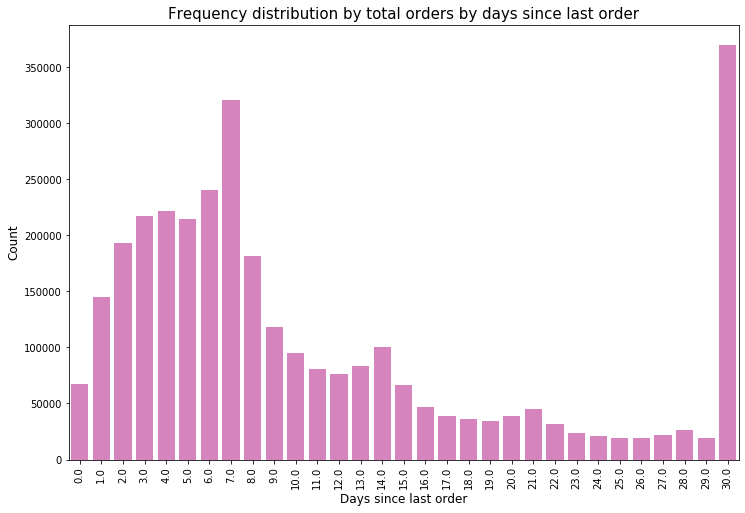 Frequency distribution by total orders by days since last order
Count
350000
300000
250000
200000
150000
100000
50000
0
0.0 1.0 2.0 3.0 4.0 5.0 6.0 7.0 8.0 9.0 10.0 11.0 12.0 13.0 14.0 15.0 16.0 17.0 18.0 19.0 20.0 21.0 22.0 23.0 24.0 25.0 26.0 27.0 28.0 29.0 30.0
Days since last order